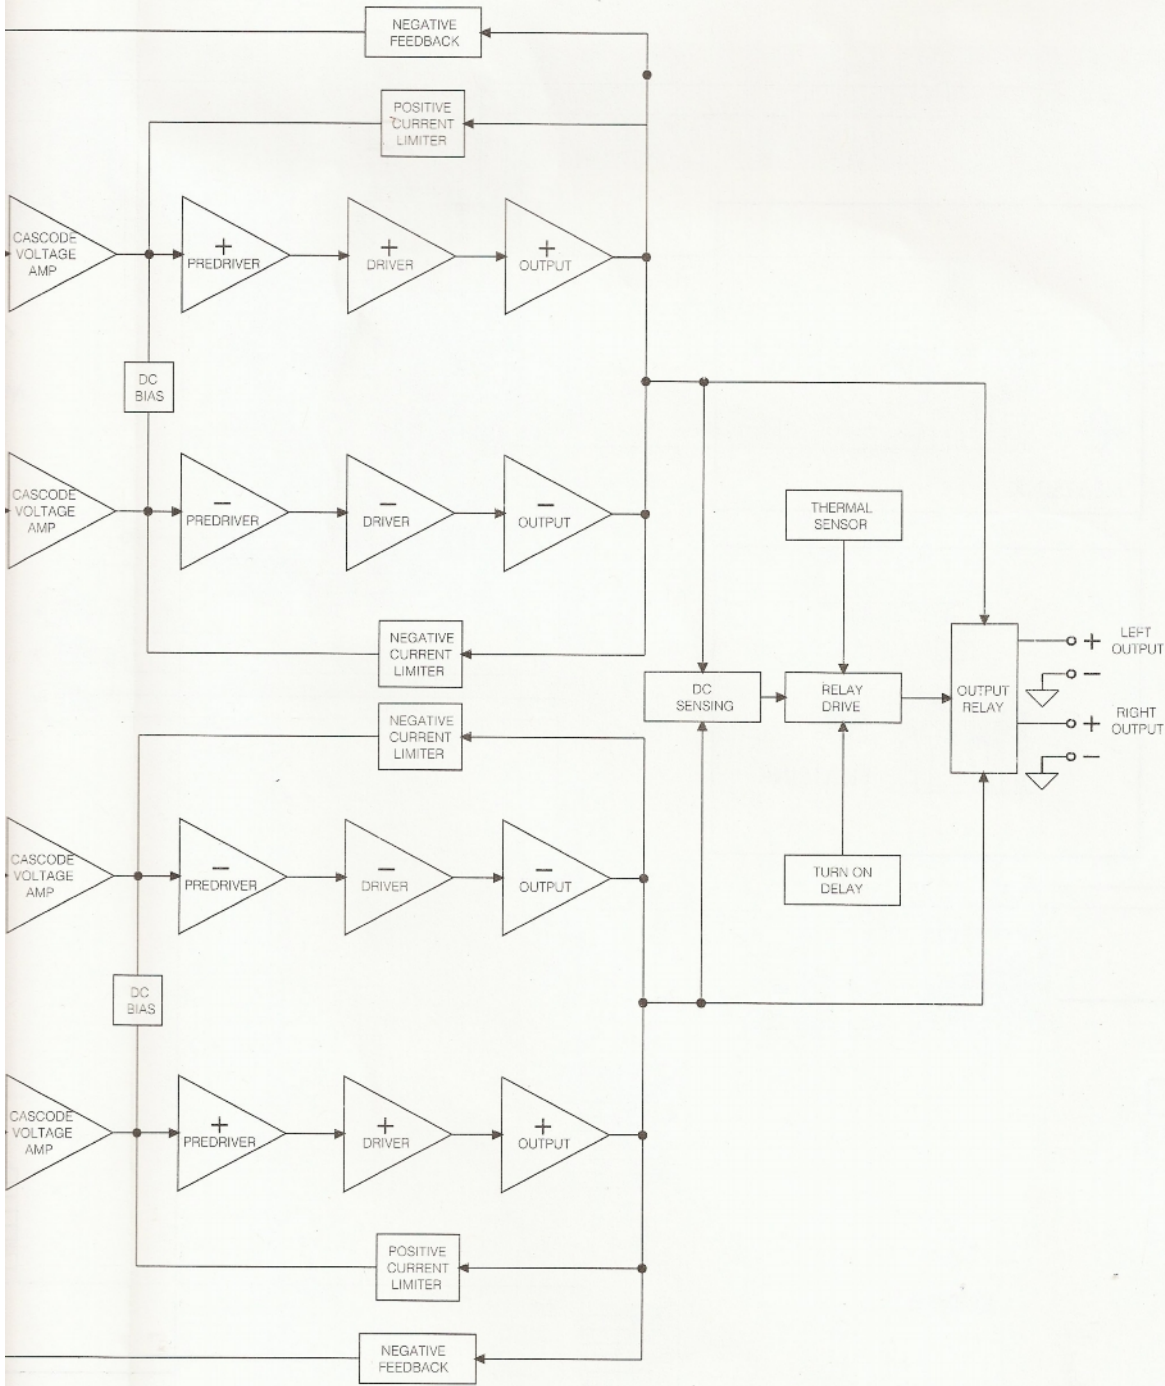 NEGATIVE
FEEDBACK
POSITIVE
CURRENT
LIMITER
CASCODE
VOLTAGE
AMP
+
PREDRIVER
+
DRIVER
+
OUTPUT
DC
BIAS
CASCODE
VOLTAGE
AMP
−
PREDRIVER
−
DRIVER
−
OUTPUT
THERMAL
SENSOR
NEGATIVE
CURRENT
LIMITER
DC
SENSING
RELAY
DRIVE
OUTPUT
RELAY
+
LEFT
OUTPUT
−
+
RIGHT
OUTPUT
−
NEGATIVE
CURRENT
LIMITER
CASCODE
VOLTAGE
AMP
−
PREDRIVER
−
DRIVER
−
OUTPUT
TURN ON
DELAY
DC
BIAS
CASCODE
VOLTAGE
AMP
+
PREDRIVER
+
DRIVER
+
OUTPUT
POSITIVE
CURRENT
LIMITER
NEGATIVE
FEEDBACK